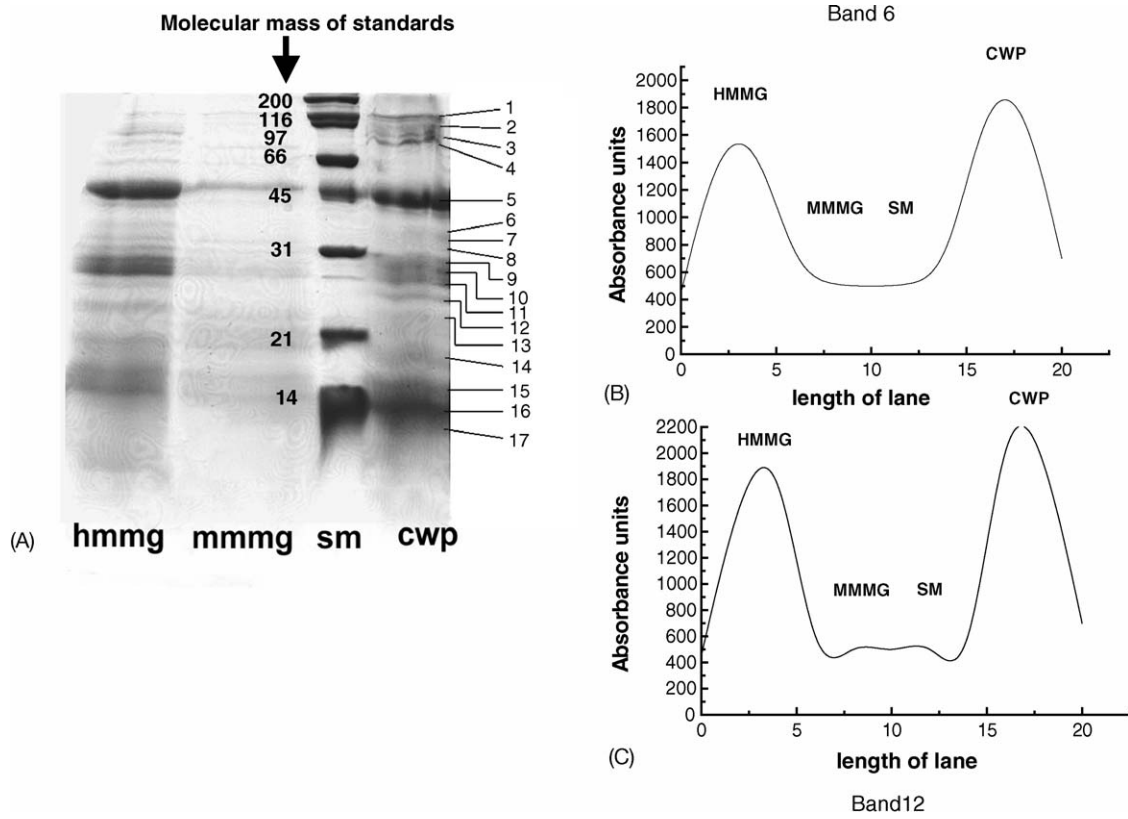 Molecular mass of standards
200
116
97
66
45
31
21
14
1
2
3
4
5
6
7
8
9
10
11
12
13
14
15
16
17
(A)
hmmg mmmg sm cwp
Band 6
CWP
HMMG
MMMG SM
Absorbance units
2000
1800
1600
1400
1200
1000
800
600
400
200
0
0 5 10 15 20
length of lane
(B)
CWP
HMMG
MMMG SM
Absorbance units
2200
2000
1800
1600
1400
1200
1000
800
600
400
200
0
0 5 10 15 20
length of lane
(C)
Band12